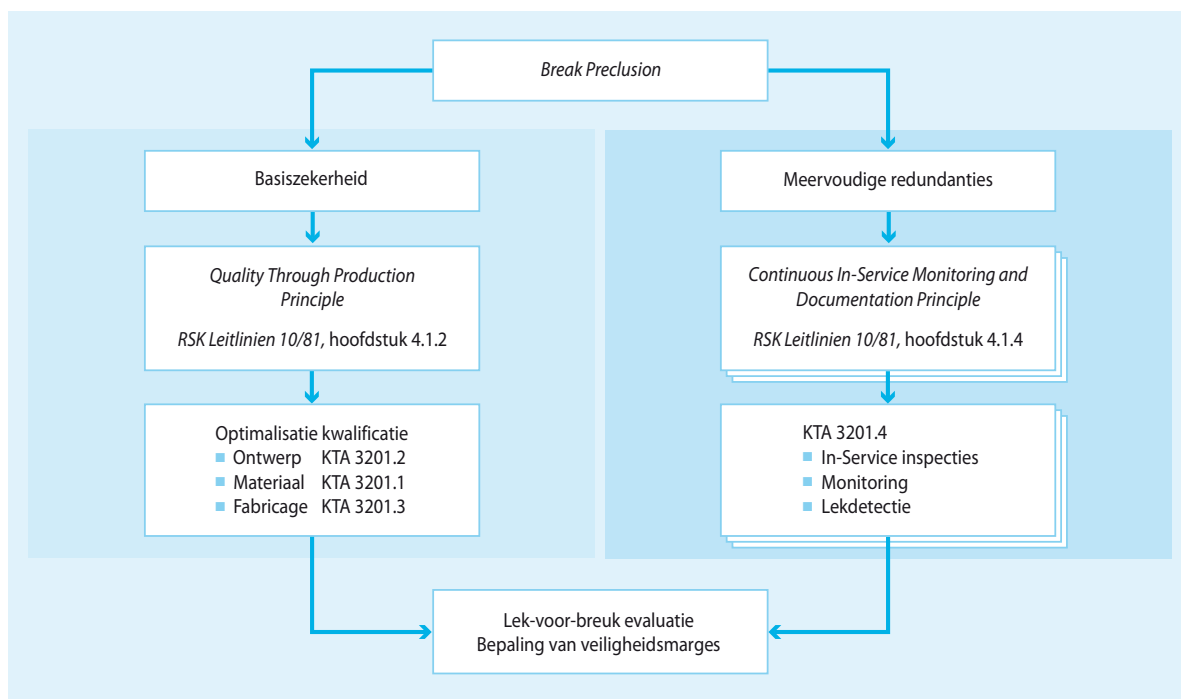 Break Preclusion
Basiszekerheid
Quality Through Production
Principle
RSK Leitlinien 10/81, hoofdstuk 4.1.2
Optimalisatie kwalificatie
Ontwerp KTA 3201.2
Materiaal KTA 3201.1
Fabricage KTA 3201.3
Meervoudige redundanties
Continuous In-Service Monitoring and
Documentation Principle
RSK Leitlinien 10/81, hoofdstuk 4.1.4
KTA 3201.4
In-Service inspecties
Monitoring
Lekdetectie
Lek-voor-breuk evaluatie
Bepaling van veiligheidsmarges